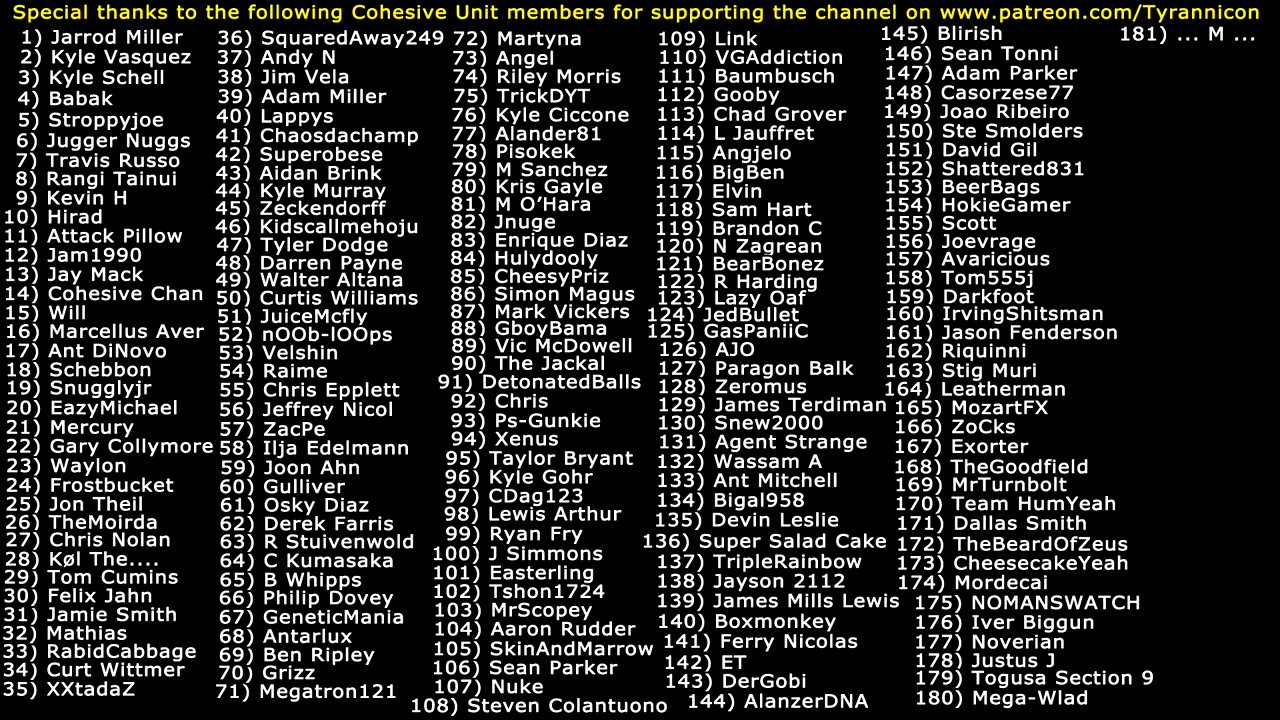 Special thanks to the following Cohesive Unit members for supporting the channel on www.patreon.com/Tyrannicon
1) Jarrod Miller
2) Kyle Vasquez
3) Kyle Schell
4) Babak
5) Stroppyjoe
6) Jugger Nuggs
7) Travis Russo
8) Rangi Tainui
9) Kevin H
10) Hirad
11) Attack Pillow
12) Jam1990
13) Jay Mack
14) Cohesive Chan
15) Will
16) Marcellus Aver
17) Ant DiNovo
18) Schebbon
19) Snugglyjr
20) EazyMichael
21) Mercury
22) Gary Collymore
23) Waylon
24) Frostbucket
25) Jon Theil
26) TheMoirda
27) Chris Nolan
28) Køl The....
29) Tom Cumins
30) Felix Jahn
31) Jamie Smith
32) Mathias
33) RabidCabbage
34) Curt Wittmer
35) XXtadaZ
36) SquaredAway249
37) Andy N
38) Jim Vela
39) Adam Miller
40) Lappys
41) Chaosdachamp
42) Superobese
43) Aidan Brink
44) Kyle Murray
45) Zeckendorff
46) Kidscallmehoju
47) Tyler Dodge
48) Darren Payne
49) Walter Altana
50) Curtis Williams
51) JuiceMcfly
52) nOOb-lOOps
53) Velshin
54) Raime
55) Chris Epplett
56) Jeffrey Nicol
57) ZacPe
58) Ilja Edelmann
59) Joon Ahn
60) Gulliver
61) Osky Diaz
62) Derek Farris
63) R Stuivenwold
64) C Kumasaka
65) B Whipps
66) Philip Dovey
67) GeneticMania
68) Antarlux
69) Ben Ripley
70) Grizz
71) Megatron121
72) Martyna
73) Angel
74) Riley Morris
75) TrickDYT
76) Kyle Ciccone
77) Alander81
78) Pisokek
79) M Sanchez
80) Kris Gayle
81) M O'Hara
82) Jnuge
83) Enrique Diaz
84) Hulydooly
85) CheesyPriz
86) Simon Magus
87) Mark Vickers
88) GboyBama
89) Vic McDowell
90) The Jackal
91) DetonatedBalls
92) Chris
93) Ps-Gunkie
94) Xenus
95) Taylor Bryant
96) Kyle Gohr
97) CDag123
98) Lewis Arthur
99) Ryan Fry
100) J Simmons
101) Easterling
102) Tshon1724
103) MrScopey
104) Aaron Rudder
105) SkinAndMarrow
106) Sean Parker
107) Nuke
108) Steven Colantuono
109) Link
110) VGAddiction
111) Baumbusch
112) Gooby
113) Chad Grover
114) L Jauffret
115) Angjelo
116) BigBen
117) Elvin
118) Sam Hart
119) Brandon C
120) N Zagrean
121) BearBonez
122) R Harding
123) Lazy Oaf
124) JedBullet
125) GasPaniiC
126) AJO
127) Paragon Balk
128) Zeromus
129) James Terdiman
130) Snew2000
131) Agent Strange
132) Wassam A
133) Ant Mitchell
134) Bigal958
135) Devin Leslie
136) Super Salad Cake
137) TripleRainbow
138) Jayson 2112
139) James Mills Lewis
140) Boxmonkey
141) Ferry Nicolas
142) ET
143) DerGobi
144) AlanzerDNA
145) Blirish
146) Sean Tonni
147) Adam Parker
148) Casorzese77
149) Joao Ribeiro
150) Ste Smolders
151) David Gil
152) Shattered831
153) BeerBags
154) HokieGamer
155) Scott
156) Joevrage
157) Avaricious
158) Tom555j
159) Darkfoot
160) IrvingShitsman
161) Jason Fenderson
162) Riquinni
163) Stig Muri
164) Leatherman
165) MozartFX
166) ZoCks
167) Exorter
168) TheGoodfield
169) MrTurnbolt
170) Team HumYeah
171) Dallas Smith
172) TheBeardOfZeus
173) CheesecakeYeah
174) Mordecai
175) NOMANSWATCH
176) Iver Biggun
177) Noverian
178) Justus J
179) Togusa Section 9
180) Mega-Wlad
181) ... M ...